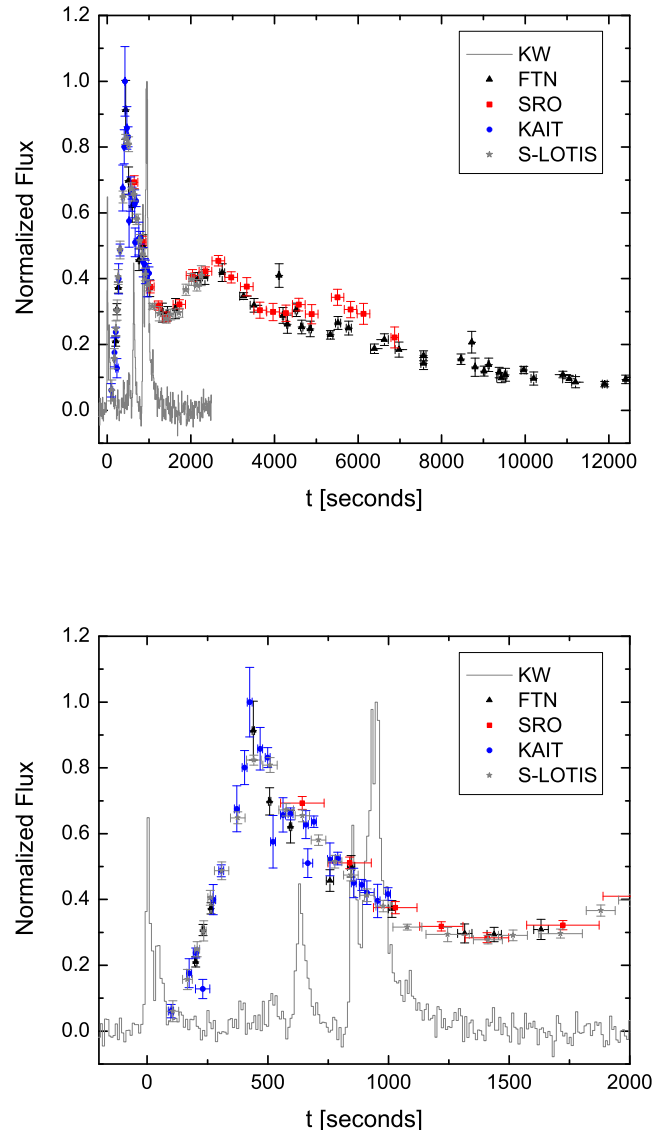 1.2
1.0
0.8
0.6
0.4
0.2
0.0
Normalized Flux
KW
FTN
SRO
KAIT
S-LOTIS
0
2000
4000
6000
8000
10000
12000
t [seconds]
1.2
1.0
0.8
0.6
0.4
0.2
0.0
Normalized Flux
KW
FTN
SRO
KAIT
S-LOTIS
0
500
1000
1500
2000
t [seconds]